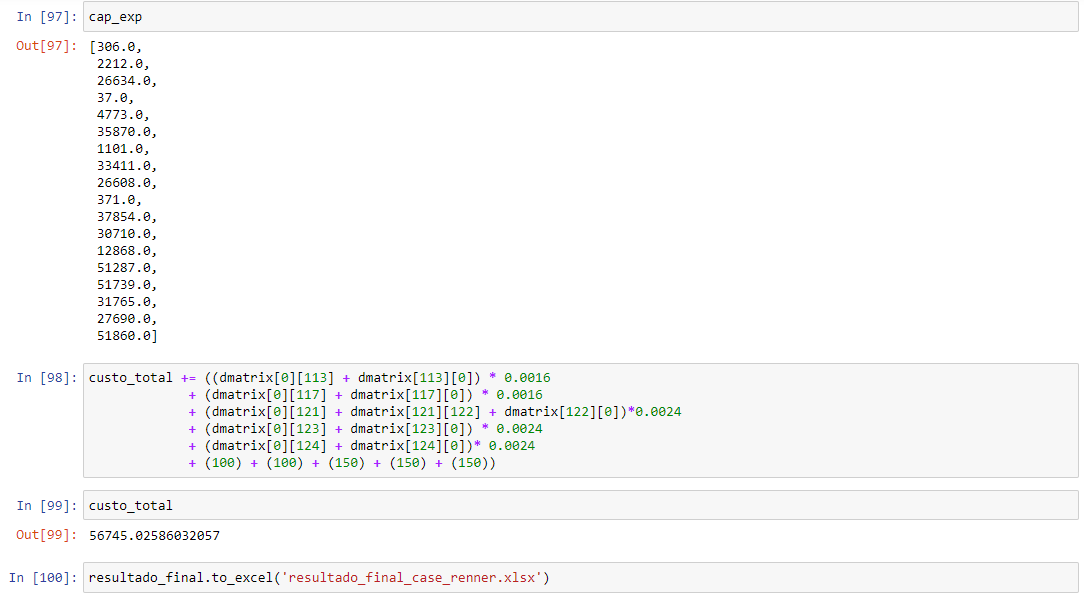 In [97]: cap_exp
Out[97]: [306.0,
2212.0,
26634.0,
37.0,
4773.0,
35870.0,
1101.0,
33411.0,
26608.0,
371.0,
37854.0,
30710.0,
12868.0,
51287.0,
51739.0,
31765.0,
27690.0,
51860.0]
In [98]: custo_total += ((dmatrix[0][113] + dmatrix[113][0]) * 0.0016
+ (dmatrix[0][117] + dmatrix[117][0]) * 0.0016
+ (dmatrix[0][121] + dmatrix[121][122] + dmatrix[122][0])*0.0024
+ (dmatrix[0][123] + dmatrix[123][0]) * 0.0024
+ (dmatrix[0][124] + dmatrix[124][0])* 0.0024
+ (100) + (100) + (150) + (150) + (150))
In [99]: custo_total
Out[99]: 56745.02586032057
In [100]: resultado_final.to_excel('resultado_final_case_renner.xlsx')